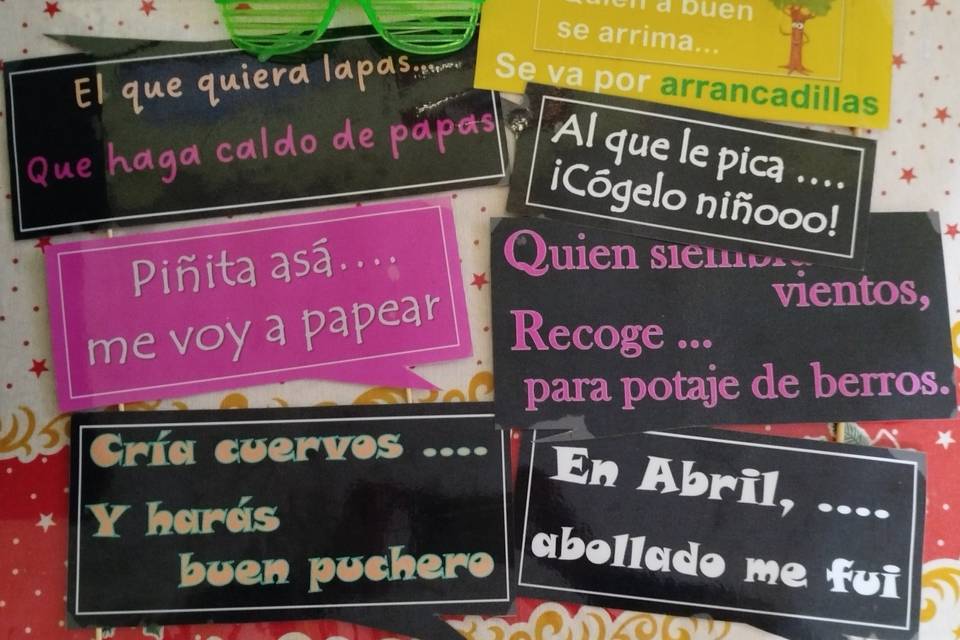 El que quiera lapas....
Que haga caldo de papas
Quien a buen
se arrima...
Se va por arrancadillas
Al que le pica ....
¡Cógelo niñooo!
Piñita asá....
me voy a papear
Quien siembra
vientos,
Recoge ...
para potaje de berros.
Cría cuervos ....
Y harás
buen puchero
En Abril, ....
abollado me fui